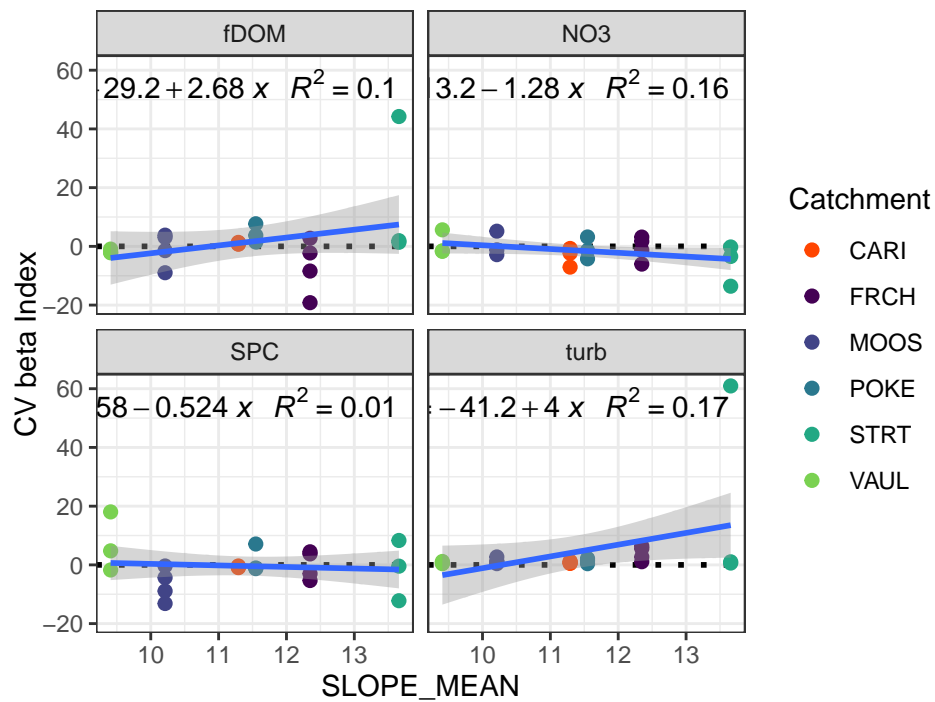 fDOM
NO3
29.2 + 2.68 x R² = 0.1
3.2 − 1.28 x R² = 0.16
60
40
20
0
−20
SPC
turb
58 − 0.524 x R² = 0.01
−41.2 + 4 x R² = 0.17
60
40
20
0
−20
10 11 12 13
10 11 12 13
SLOPE_MEAN
CV beta Index
Catchment
CARI
FRCH
MOOS
POKE
STRT
VAUL